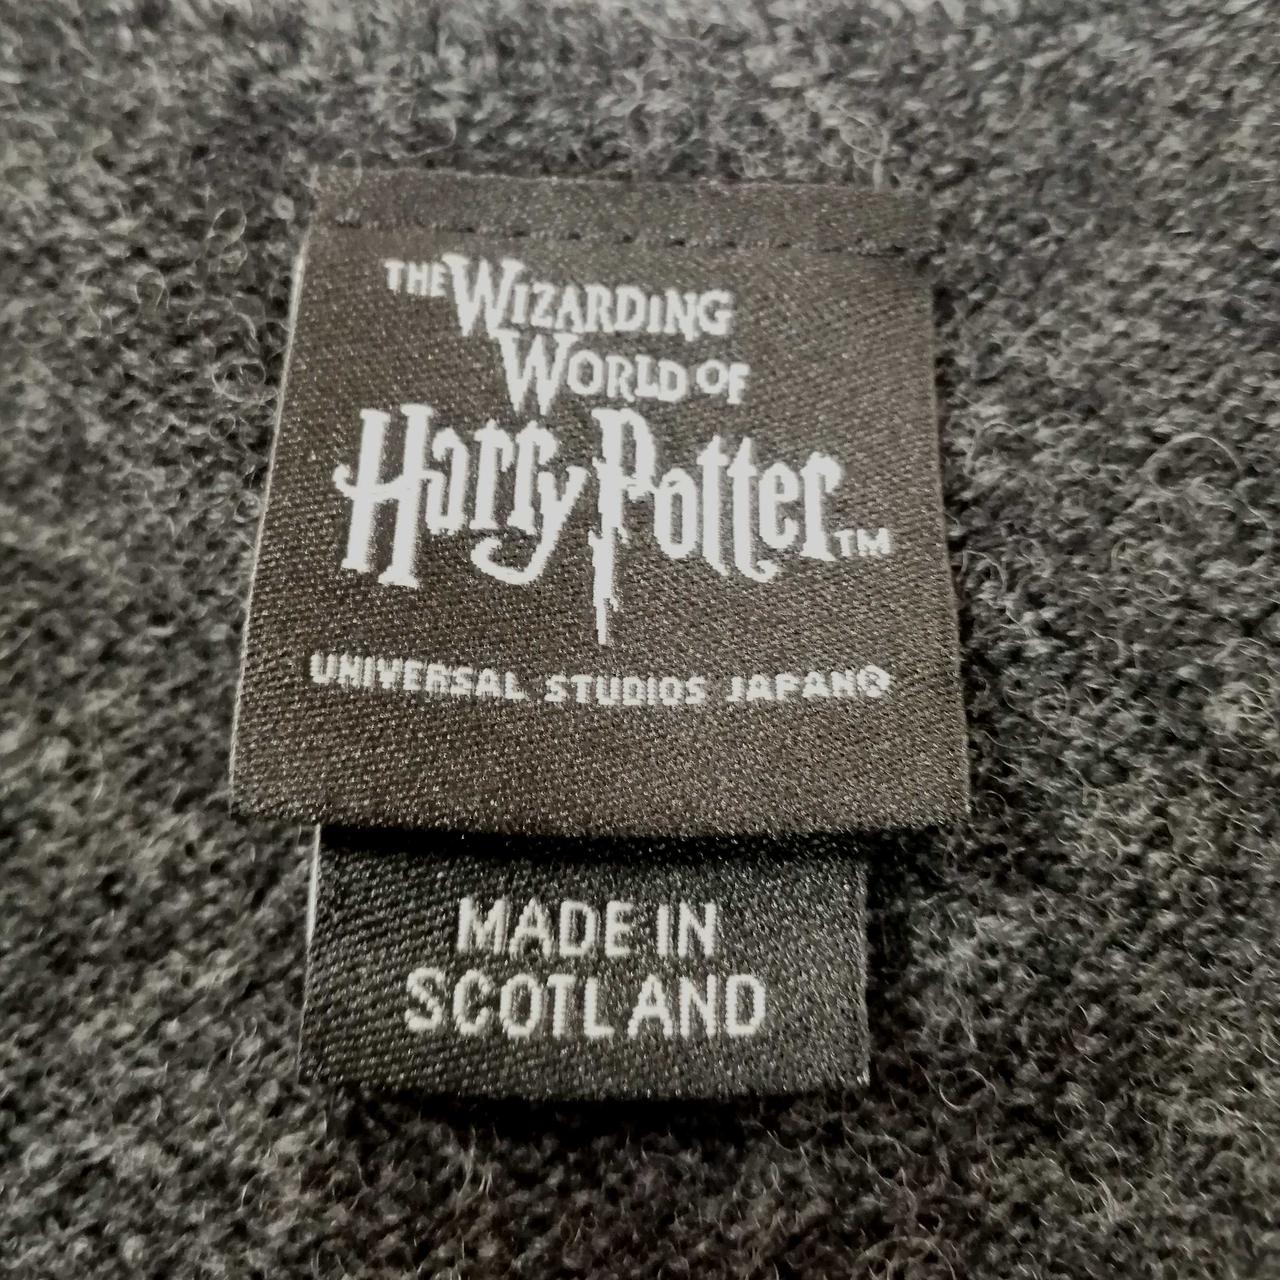 THE WIZARDING
WORLD OF
Harry Potter™
UNIVERSAL STUDIOS JAPAN®
MADE IN
SCOTLAND